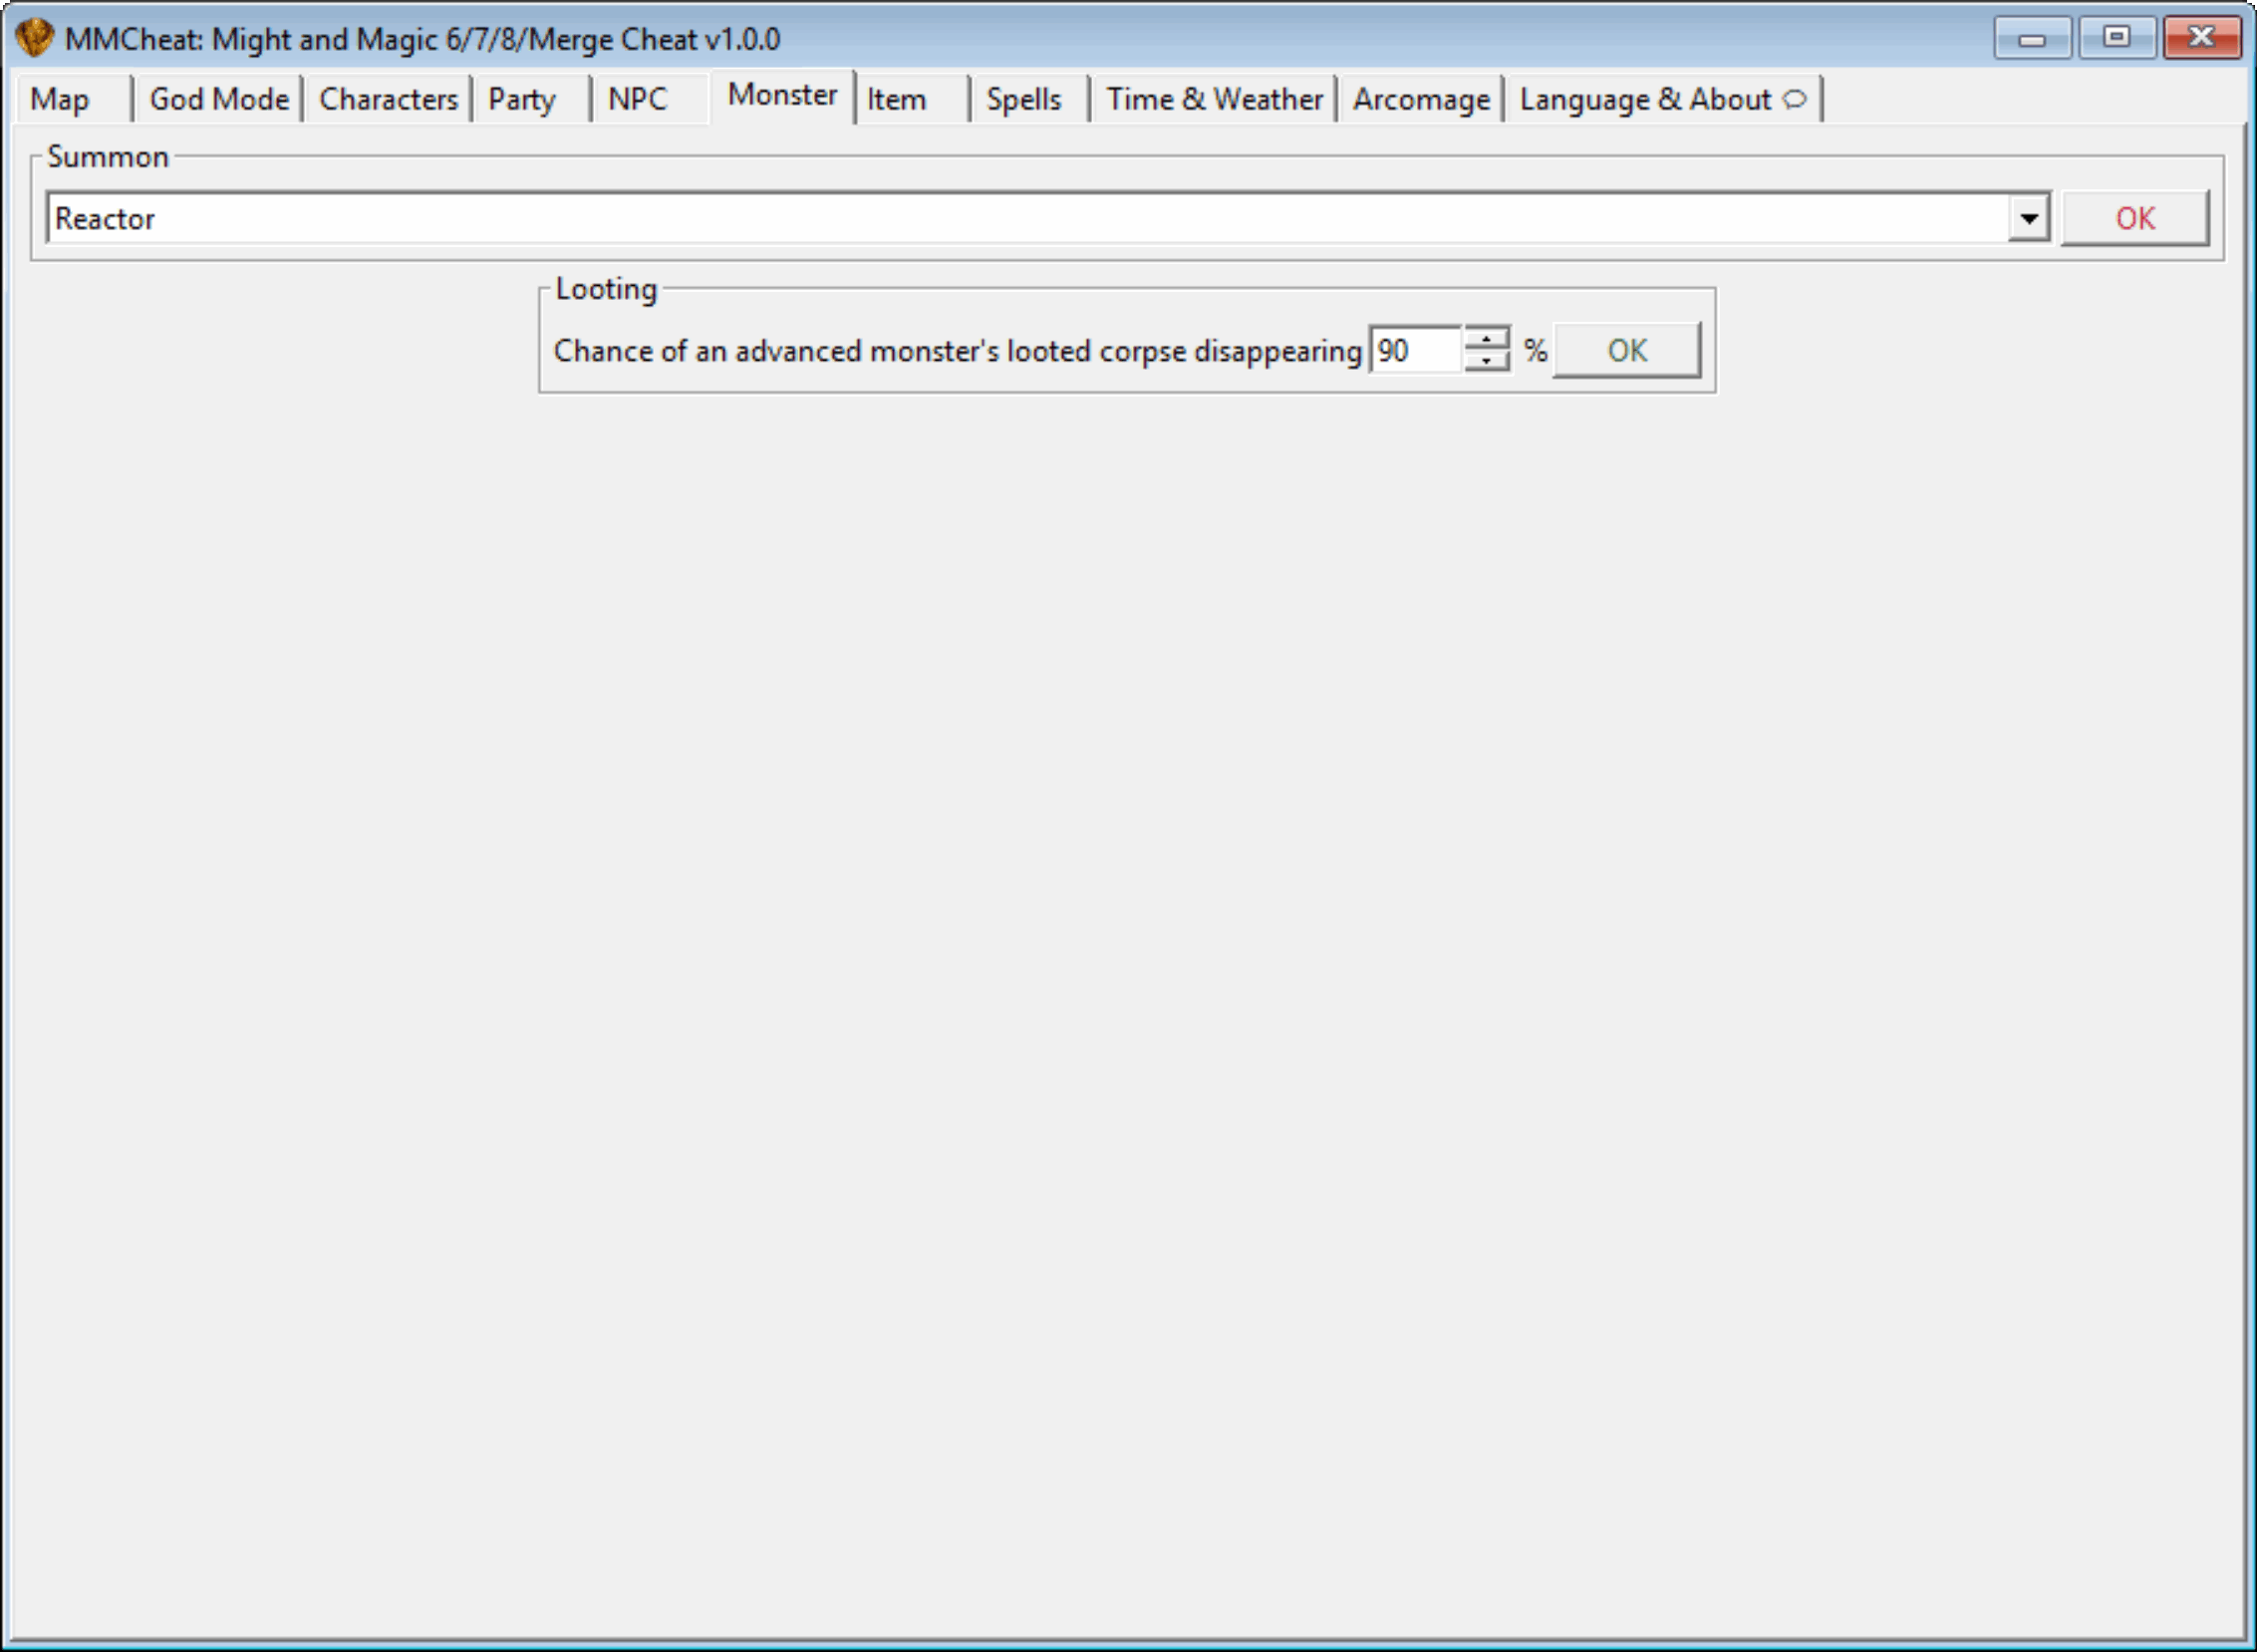 MMCheat: Might and Magic 6/7/8/Merge Cheat v1.0.0
Map God Mode Characters Party NPC Monster Item Spells Time & Weather Arcomage Language & About
Summon
Reactor OK
Looting
Chance of an advanced monster's looted corpse disappearing 90 % OK